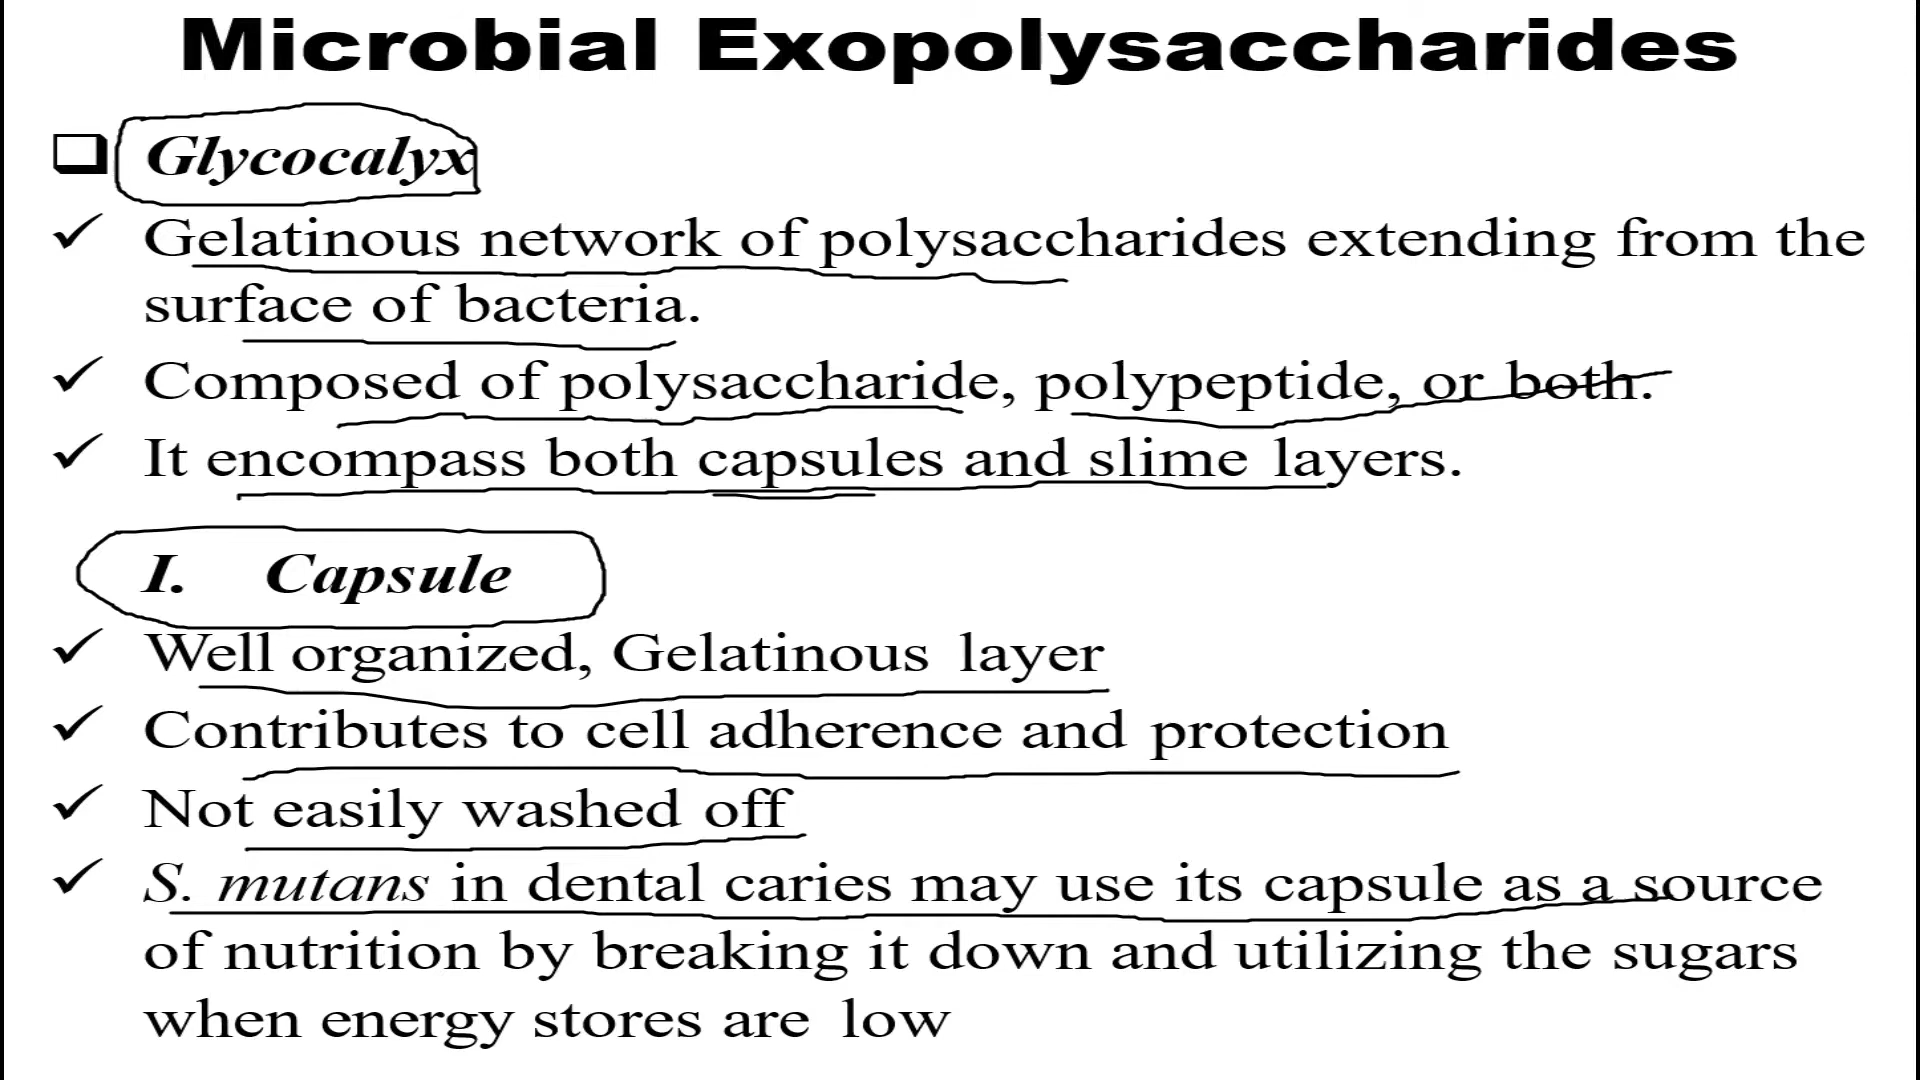 Microbial Exopolysaccharides
❑ Glycocalyx
✓ Gelatinous network of polysaccharides extending from the
surface of bacteria.
✓ Composed of polysaccharide, polypeptide, or both.
✓ It encompass both capsules and slime layers.
I. Capsule
✓ Well organized, Gelatinous layer
✓ Contributes to cell adherence and protection
✓ Not easily washed off
✓ S. mutans in dental caries may use its capsule as a source
of nutrition by breaking it down and utilizing the sugars
when energy stores are low